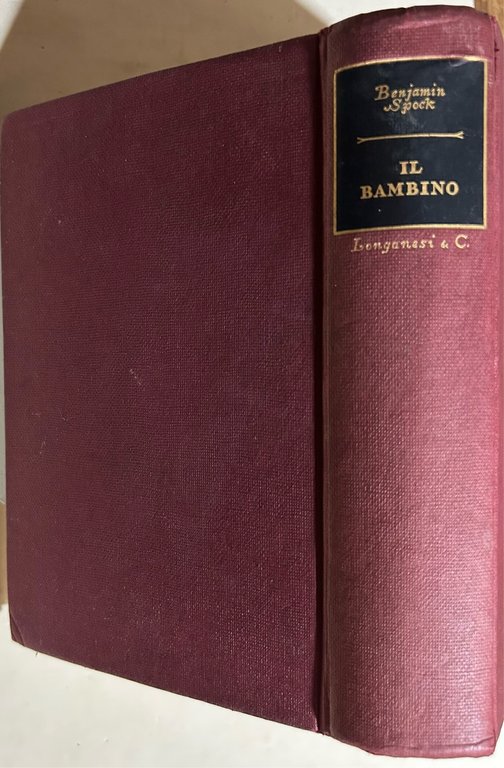 Benjamin
Spock
IL
BAMBINO
Longanesi & C.